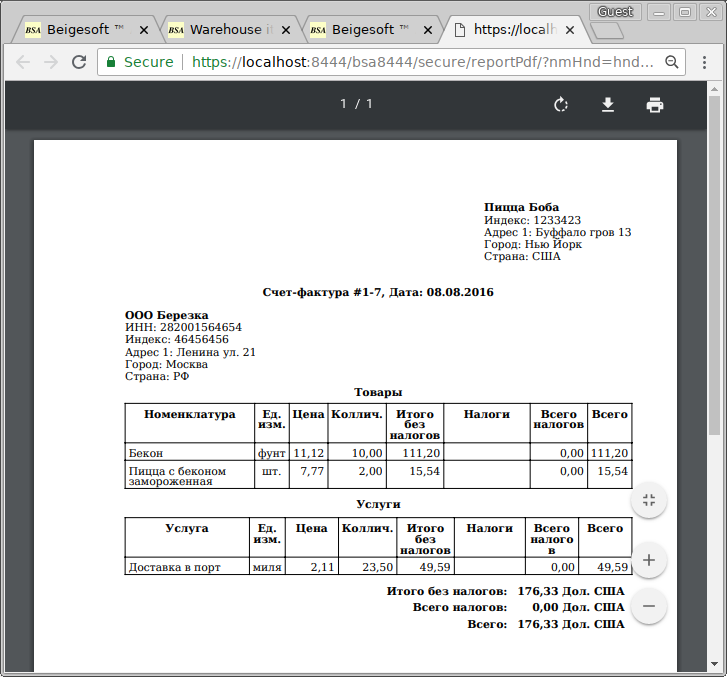 Guest
BSA Beigesoft ™ BSA Warehouse it BSA Beigesoft ™ https://localh
Secure https://localhost:8444/bsa8444/secure/reportPdf/?nmHnd=hnd...
1 / 1
Пицца Боба
Индекс: 1233423
Адрес 1: Буффало гров 13
Город: Нью Йорк
Страна: США
Счет-фактура #1-7, Дата: 08.08.2016
ООО Березка
ИНН: 282001564654
Индекс: 46456456
Адрес 1: Ленина ул. 21
Город: Москва
Страна: РФ
Товары
Номенклатура Ед. Цена Коллич. Итого Налоги Всего Всего
изм. без налогов
налогов
Бекон фунт 11,12 10,00 111,20 0,00 111,20
Пицца с беконом шт. 7,77 2,00 15,54 0,00 15,54
замороженная
Услуги
Услуга Ед. Цена Коллич. Итого Налоги Всего Всего
изм. без налого
налогов в
Доставка в порт миля 2,11 23,50 49,59 0,00 49,59
Итого без налогов: 176,33 Дол. США
Всего налогов: 0,00 Дол. США
Всего: 176,33 Дол. США